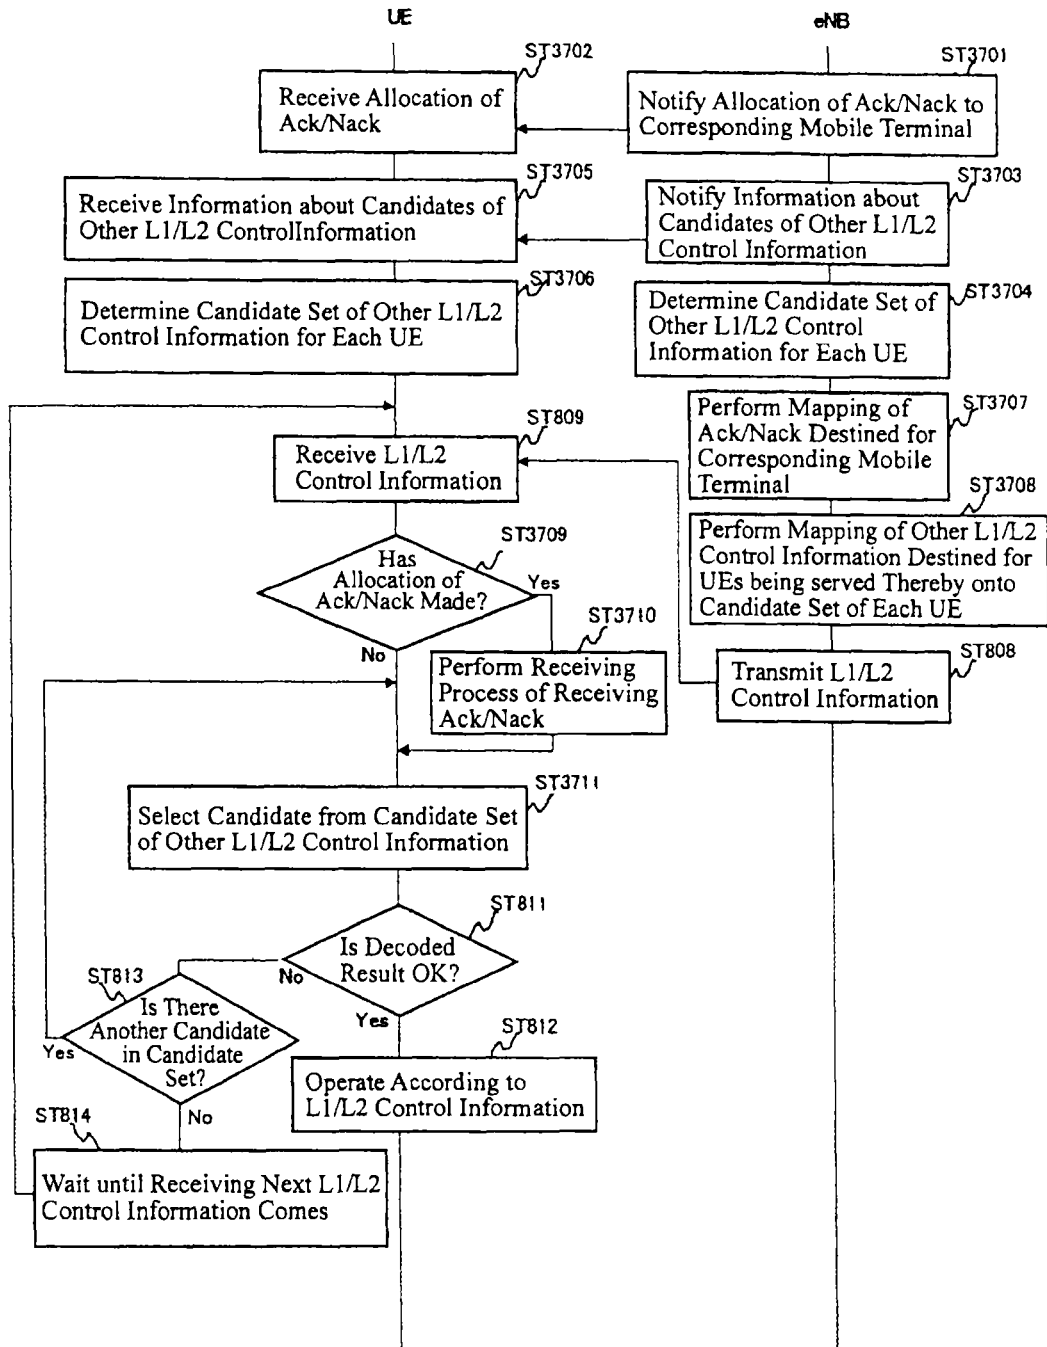 UE
eNB
ST3702
Receive Allocation of
Ack/Nack
ST3701
Notify Allocation of Ack/Nack to
Corresponding Mobile Terminal
ST3705
Receive Information about Candidates of
Other L1/L2 ControlInformation
ST3703
Notify Information about
Candidates of Other L1/L2
Control Information
ST3706
Determine Candidate Set of Other L1/L2
Control Information for Each UE
ST3704
Determine Candidate Set of
Other L1/L2 Control
Information for Each UE
ST3707
Perform Mapping of
Ack/Nack Destined for
Corresponding Mobile
Terminal
ST809
Receive L1/L2
Control Information
ST3708
Perform Mapping of Other L1/L2
Control Information Destined for
UEs being served Thereby onto
Candidate Set of Each UE
ST3709
Has
Allocation of
Ack/Nack Made?
Yes
No
ST3710
Perform Receiving
Process of Receiving
Ack/Nack
ST808
Transmit L1/L2
Control Information
ST3711
Select Candidate from Candidate Set
of Other L1/L2 Control Information
ST811
Is Decoded
Result OK?
No
Yes
ST813
Is There
Another Candidate
in Candidate
Set?
Yes
No
ST812
Operate According to
L1/L2 Control Information
ST814
Wait until Receiving Next L1/L2
Control Information Comes